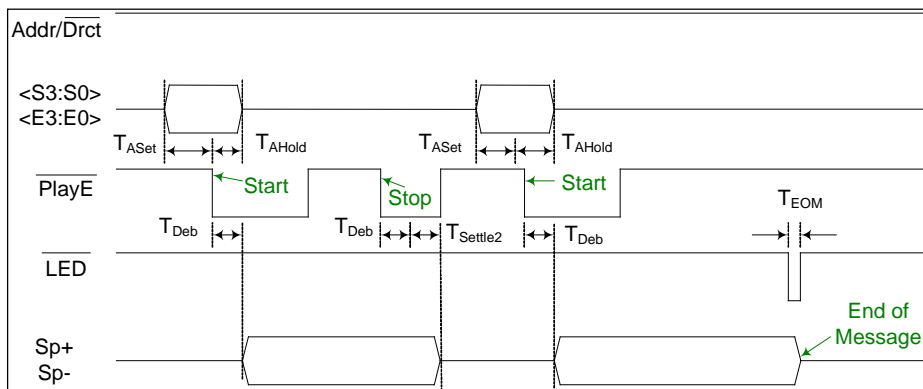 Addr/Drct
<S3:S0>
<E3:E0>
TASet TAHold TASet TAHold
PlayE Start Stop Start
TEOM
TDeb TDeb TSettle2 TDeb
LED
End of
Message
Sp+
Sp-